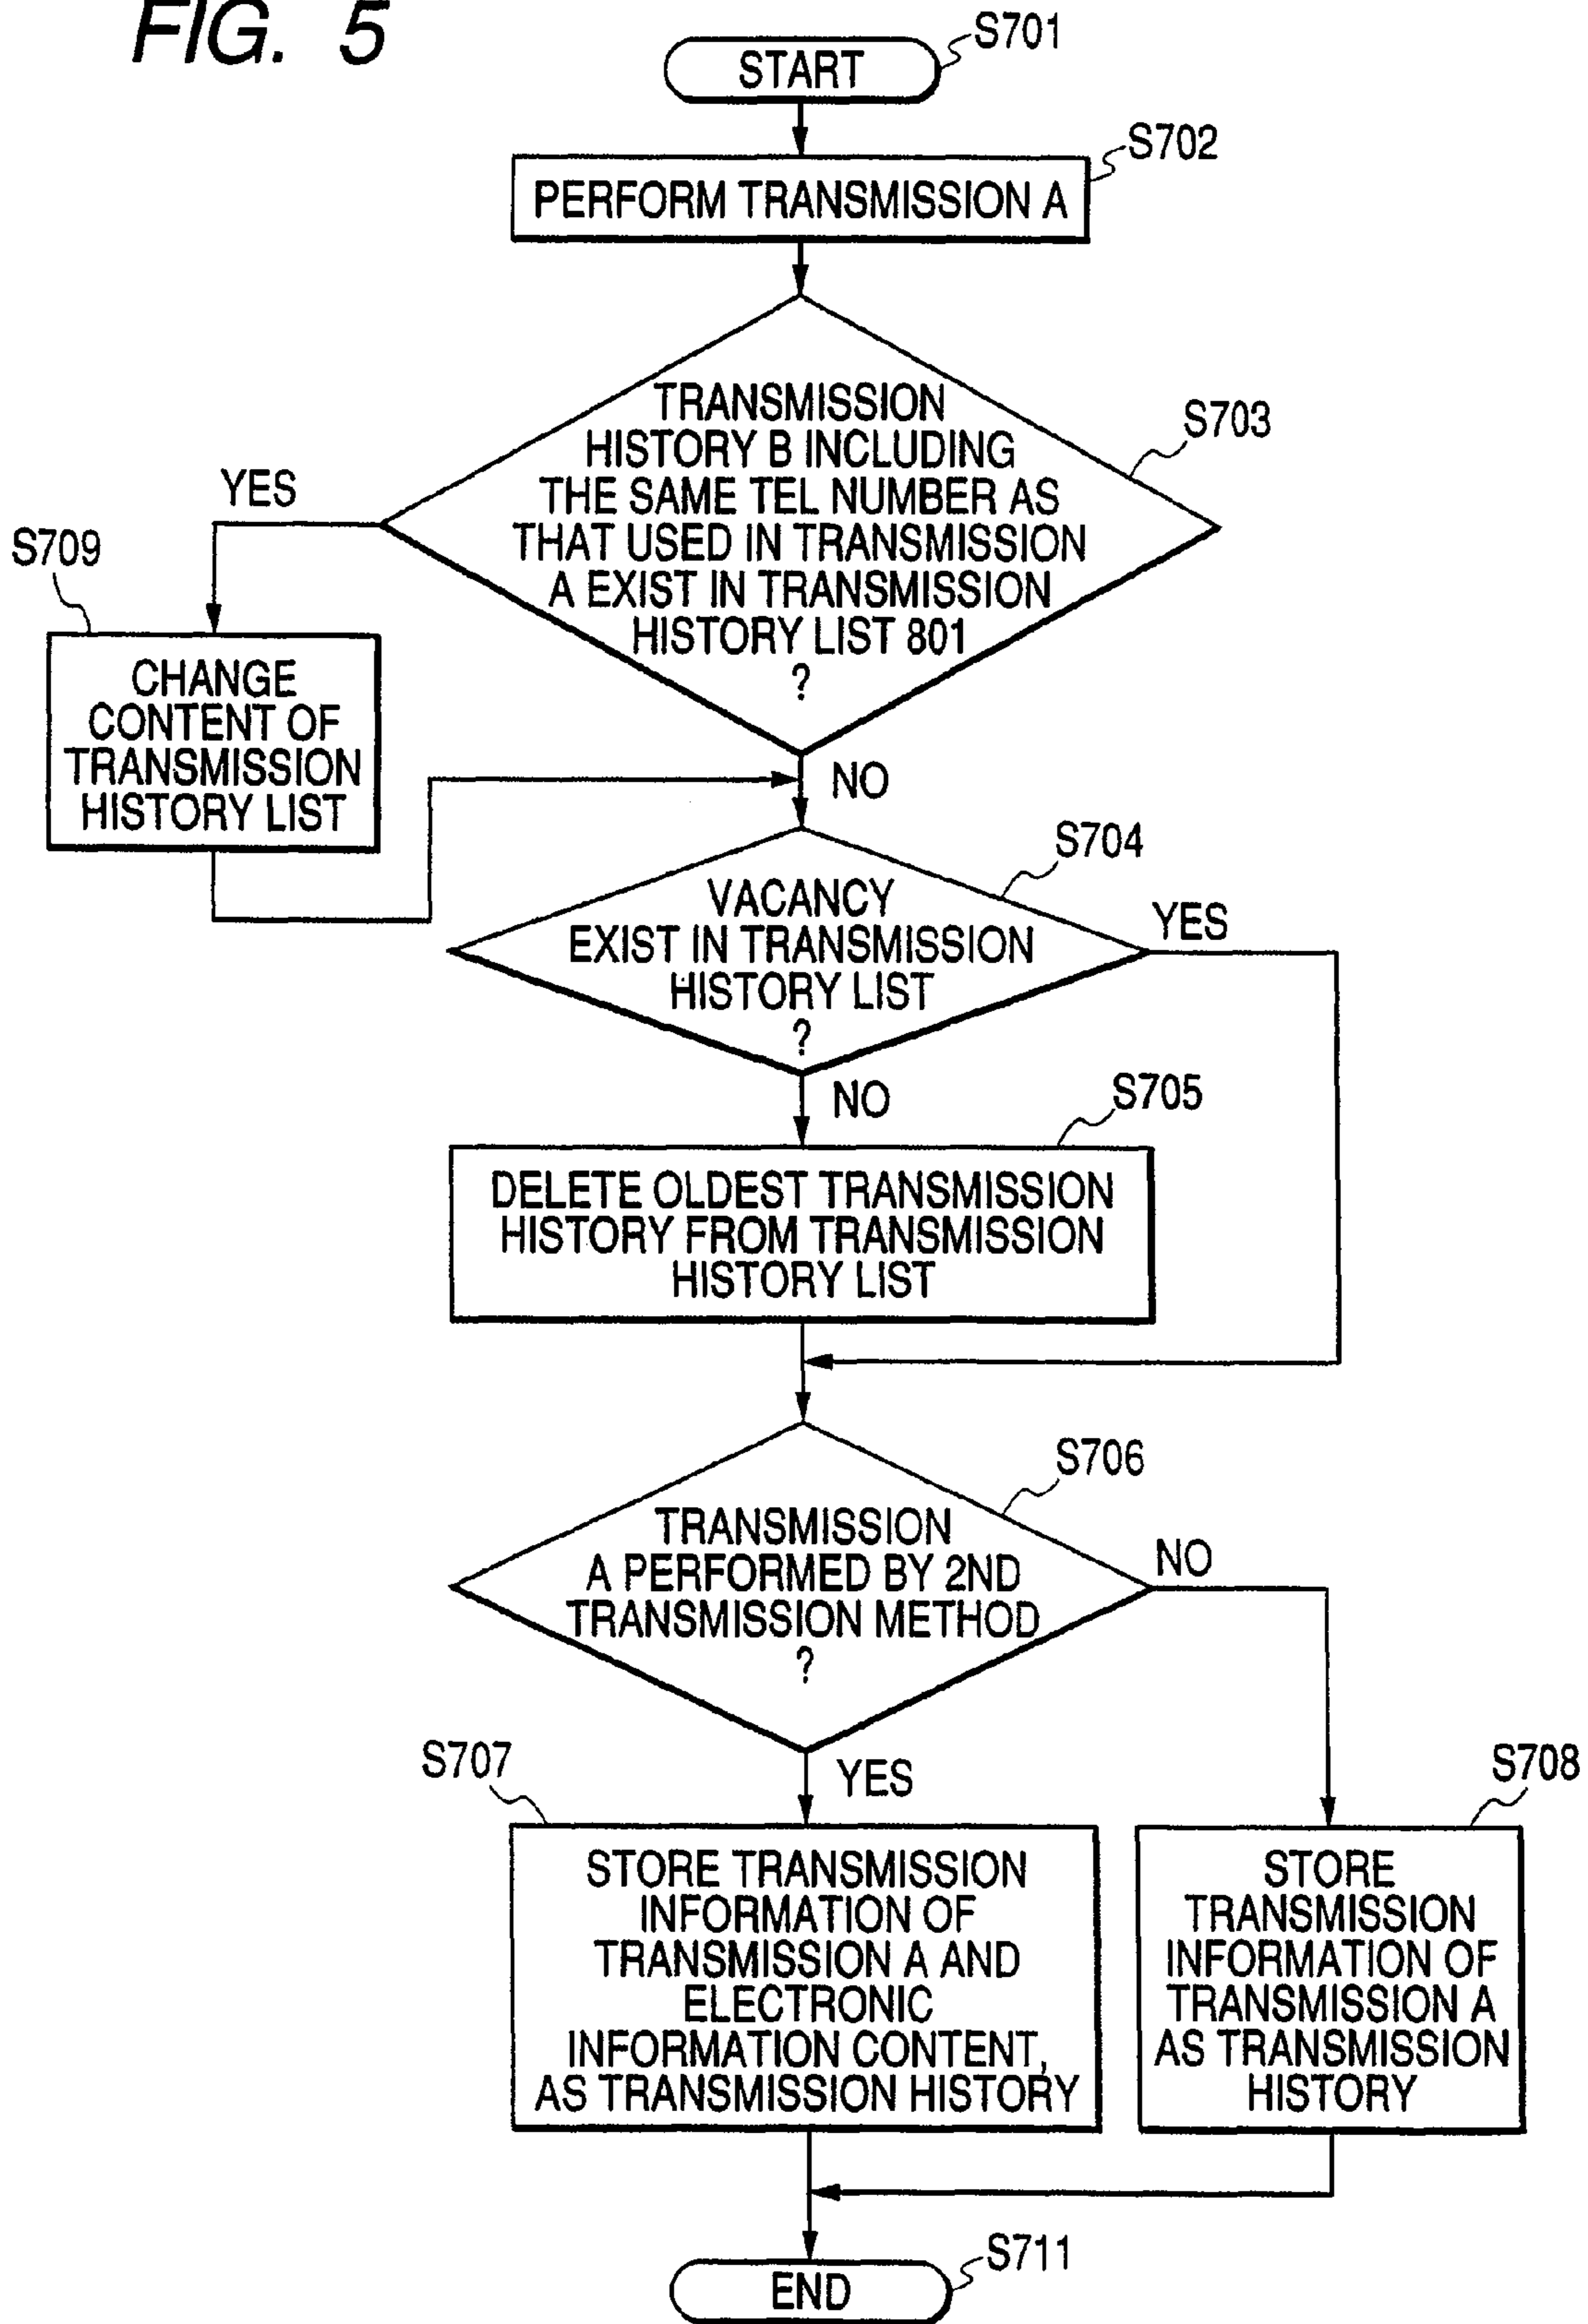 FIG. 5
START
S701
PERFORM TRANSMISSION A
S702
TRANSMISSION
HISTORY B INCLUDING
THE SAME TEL NUMBER AS
THAT USED IN TRANSMISSION
A EXIST IN TRANSMISSION
HISTORY LIST 801
?
S703
YES
S709
CHANGE
CONTENT OF
TRANSMISSION
HISTORY LIST
NO
S704
VACANCY
EXIST IN TRANSMISSION
HISTORY LIST
?
YES
NO
S705
DELETE OLDEST TRANSMISSION
HISTORY FROM TRANSMISSION
HISTORY LIST
S706
TRANSMISSION
A PERFORMED BY 2ND
TRANSMISSION METHOD
?
NO
YES
S707
STORE TRANSMISSION
INFORMATION OF
TRANSMISSION A AND
ELECTRONIC
INFORMATION CONTENT,
AS TRANSMISSION HISTORY
S708
STORE
TRANSMISSION
INFORMATION OF
TRANSMISSION A
AS TRANSMISSION
HISTORY
S711
END